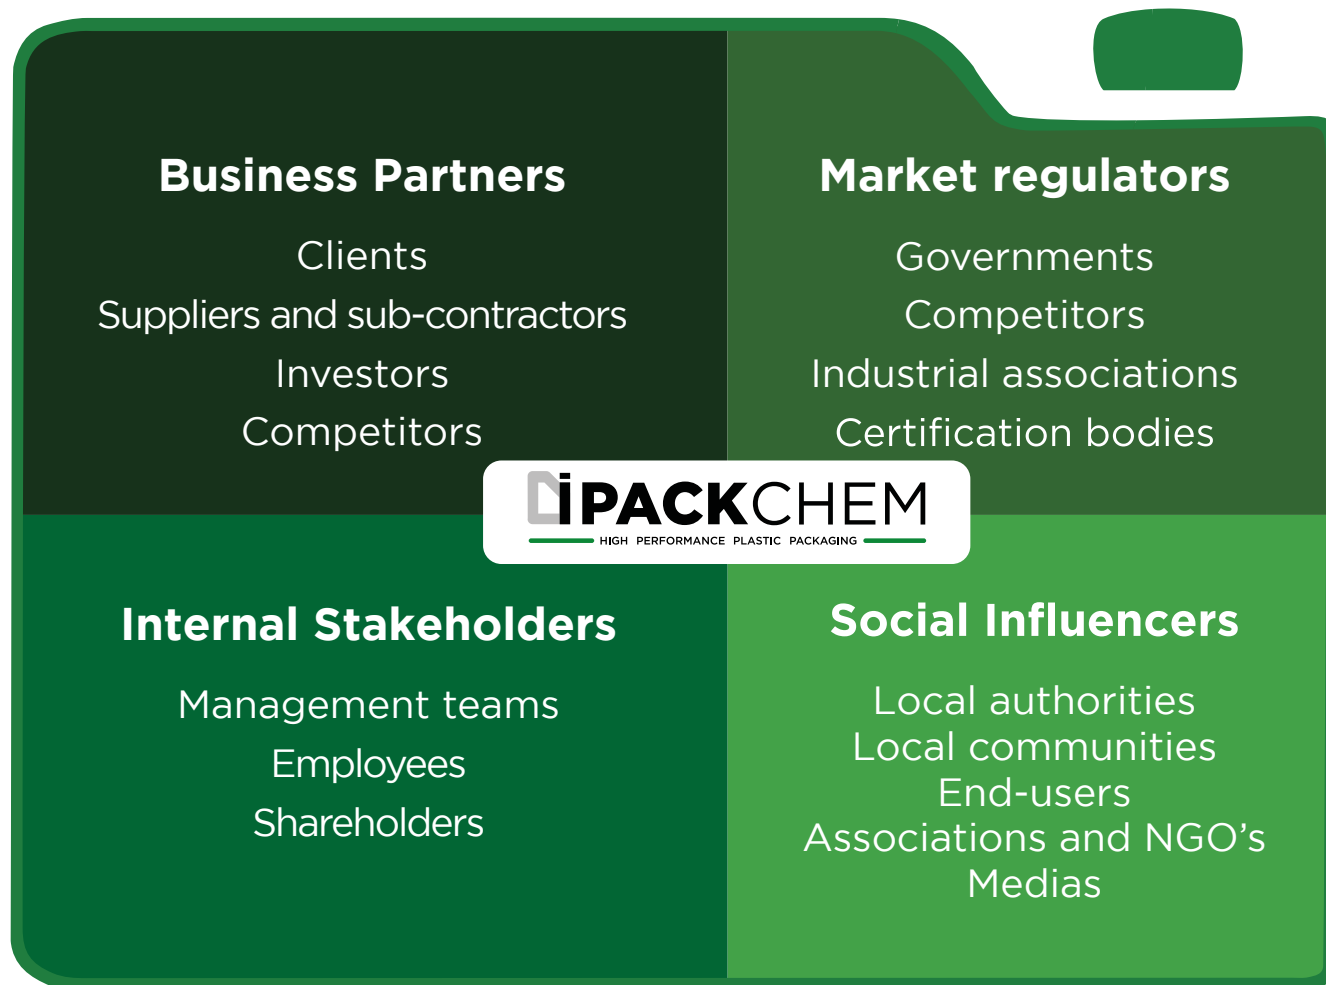 Business Partners
Clients
Suppliers and sub-contractors
Investors
Competitors
Market regulators
Governments
Competitors
Industrial associations
Certification bodies
iPACKCHEM
HIGH PERFORMANCE PLASTIC PACKAGING
Internal Stakeholders
Management teams
Employees
Shareholders
Social Influencers
Local authorities
Local communities
End-users
Associations and NGO’s
Medias